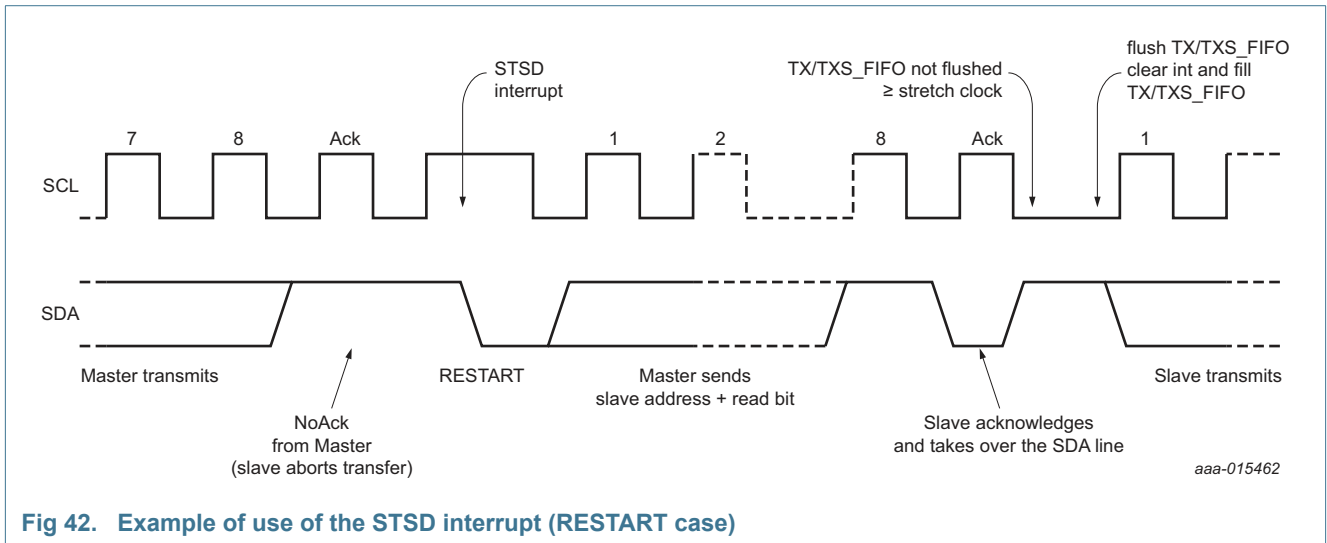 STSD
interrupt
TX/TXS_FIFO not flushed
≥ stretch clock
flush TX/TXS_FIFO
clear int and fill
TX/TXS_FIFO
7 8 Ack 1 2 8 Ack 1
SCL
SDA
Master transmits
NoAck
from Master
(slave aborts transfer)
RESTART
Master sends
slave address + read bit
Slave acknowledges
and takes over the SDA line
Slave transmits
aaa-015462
Fig 42. Example of use of the STSD interrupt (RESTART case)